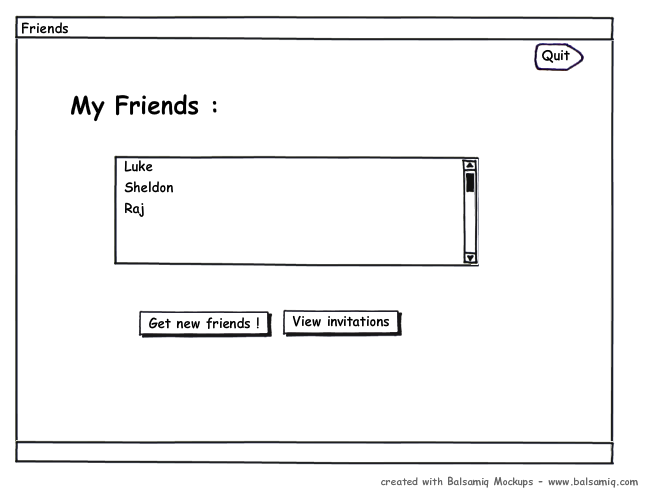 Friends
Quit
My Friends :
Luke
Sheldon
Raj
Get new friends !
View invitations
created with Balsamiq Mockups - www.balsamiq.com